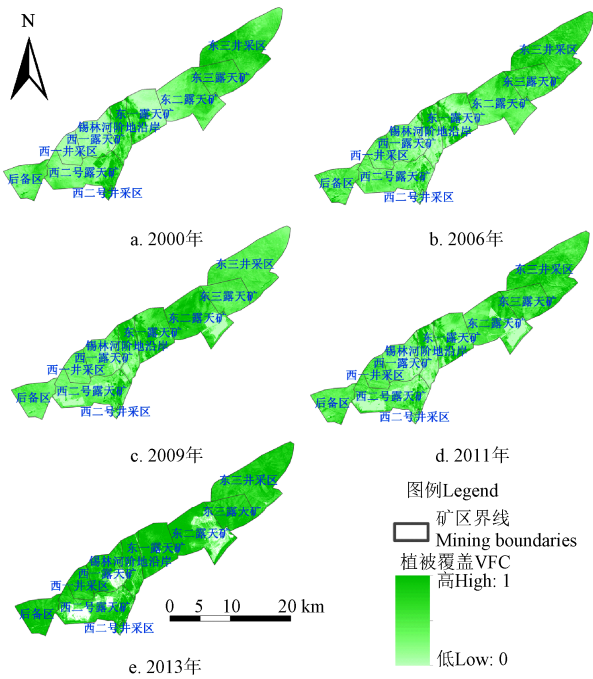 N
东三井采区
东三露天矿
东二露天矿
东一露天矿
锡林河阶地沿岸
西一露天矿
西一井采区
后备区
西二号露天矿
西二号井采区
a. 2000年
东三井采区
东三露天矿
东二露天矿
东一露天矿
锡林河阶地沿岸
西一露天矿
西一井采区
后备区
西二号露天矿
西二号井采区
b. 2006年
东三井采区
东三露天矿
东二露天矿
东一露天矿
锡林河阶地沿岸
西一露天矿
西一井采区
后备区
西二号露天矿
西二号井采区
c. 2009年
东三井采区
东三露天矿
东二露天矿
东一露天矿
锡林河阶地沿岸
西一露天矿
西一井采区
后备区
西二号露天矿
西二号井采区
d. 2011年
东三井采区
东三露天矿
东二露天矿
东一露天矿
锡林河阶地沿岸
西一露天矿
西一井采区
后备区
西二号露天矿
西二号井采区
e. 2013年
0 5 10 20 km
图例Legend
矿区界线
Mining boundaries
植被覆盖VFC
高High: 1
低Low: 0